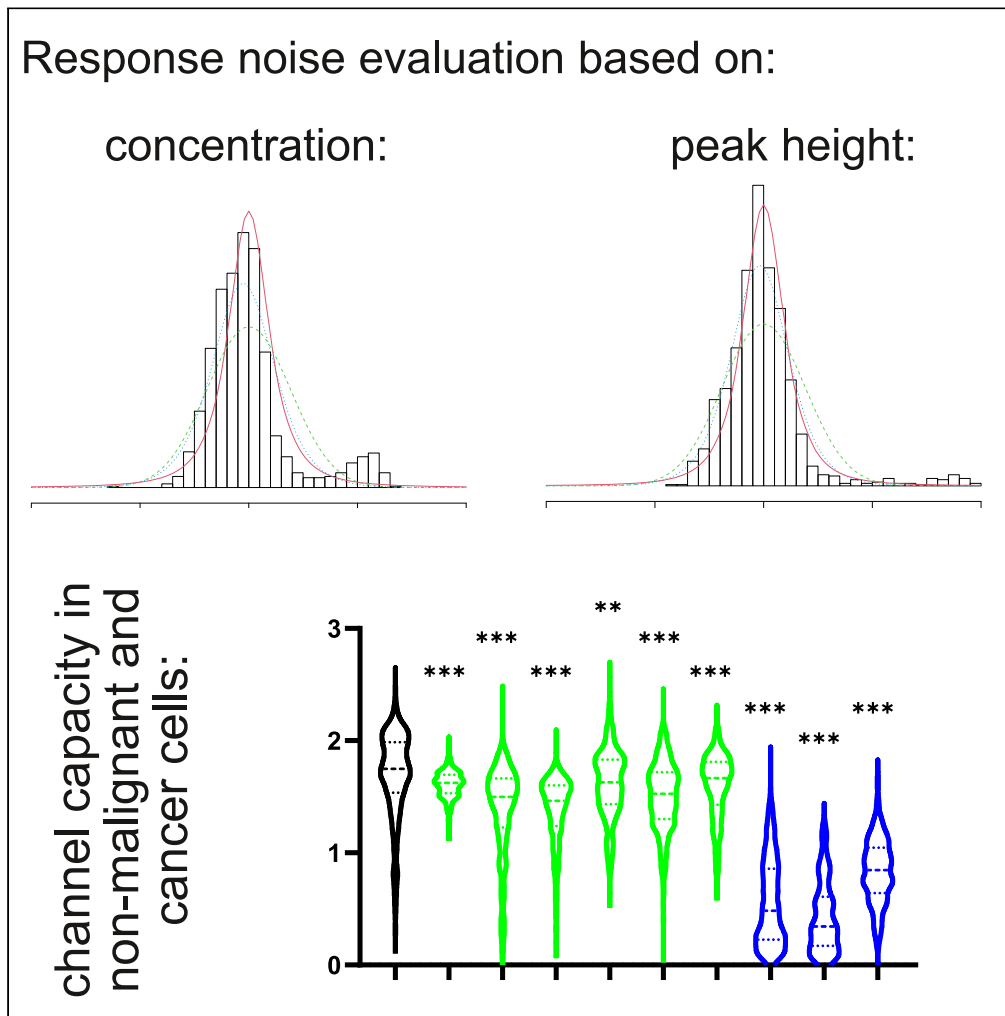 Response noise evaluation based on:
concentration:
peak height:
channel capacity in
non-malignant and
cancer cells:
3
2
1
0
***
***
***
**
***
***
***
***
***